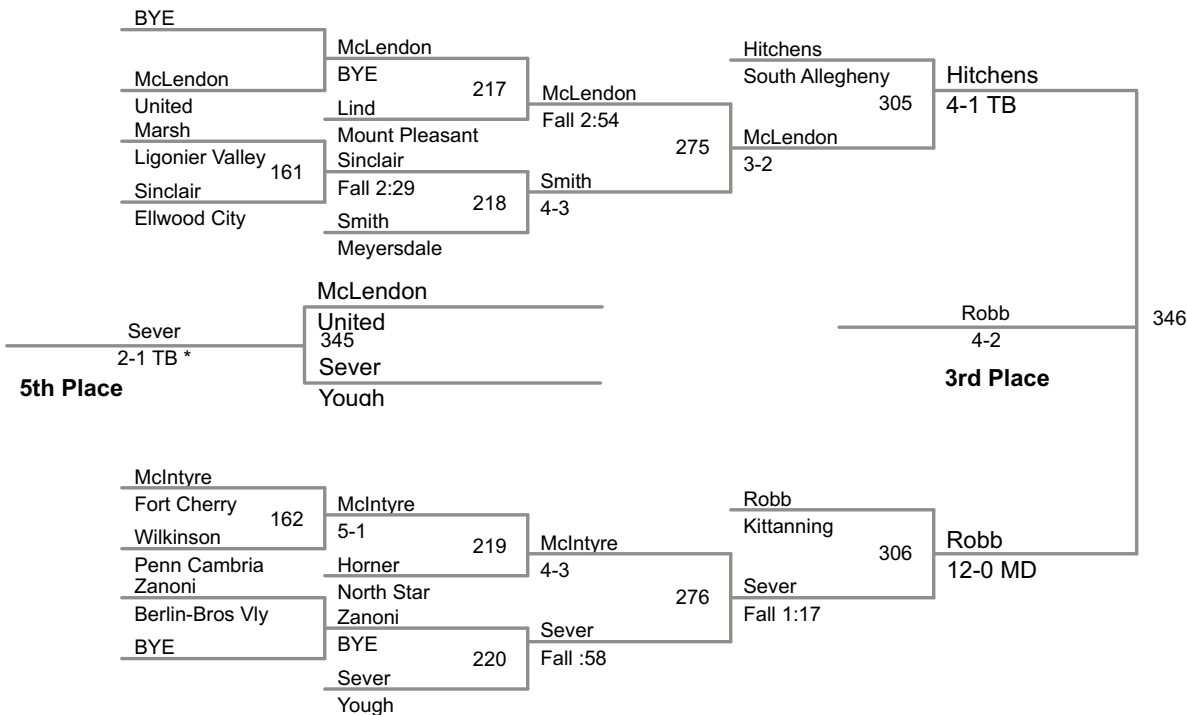 BYE
McLendon
United
Marsh
Ligonier Valley
161
Sinclair
Ellwood City
McLendon
BYE
217
Lind
Mount Pleasant
Sinclair
Fall 2:29
218
Smith
Meyersdale
McLendon
Fall 2:54
275
Smith
4-3
Hitchens
South Allegheny
305
McLendon
3-2
Hitchens
4-1 TB
McLendon
United
345
Sever
Yough
Sever
2-1 TB *
5th Place
Robb
4-2
3rd Place
346
McIntyre
Fort Cherry
162
Wilkinson
Penn Cambria
Zanoni
Berlin-Bros Vly
BYE
McIntyre
5-1
219
Horner
North Star
Zanoni
BYE
220
Sever
Yough
McIntyre
4-3
276
Sever
Fall :58
Robb
Kittanning
306
Sever
Fall 1:17
Robb
12-0 MD